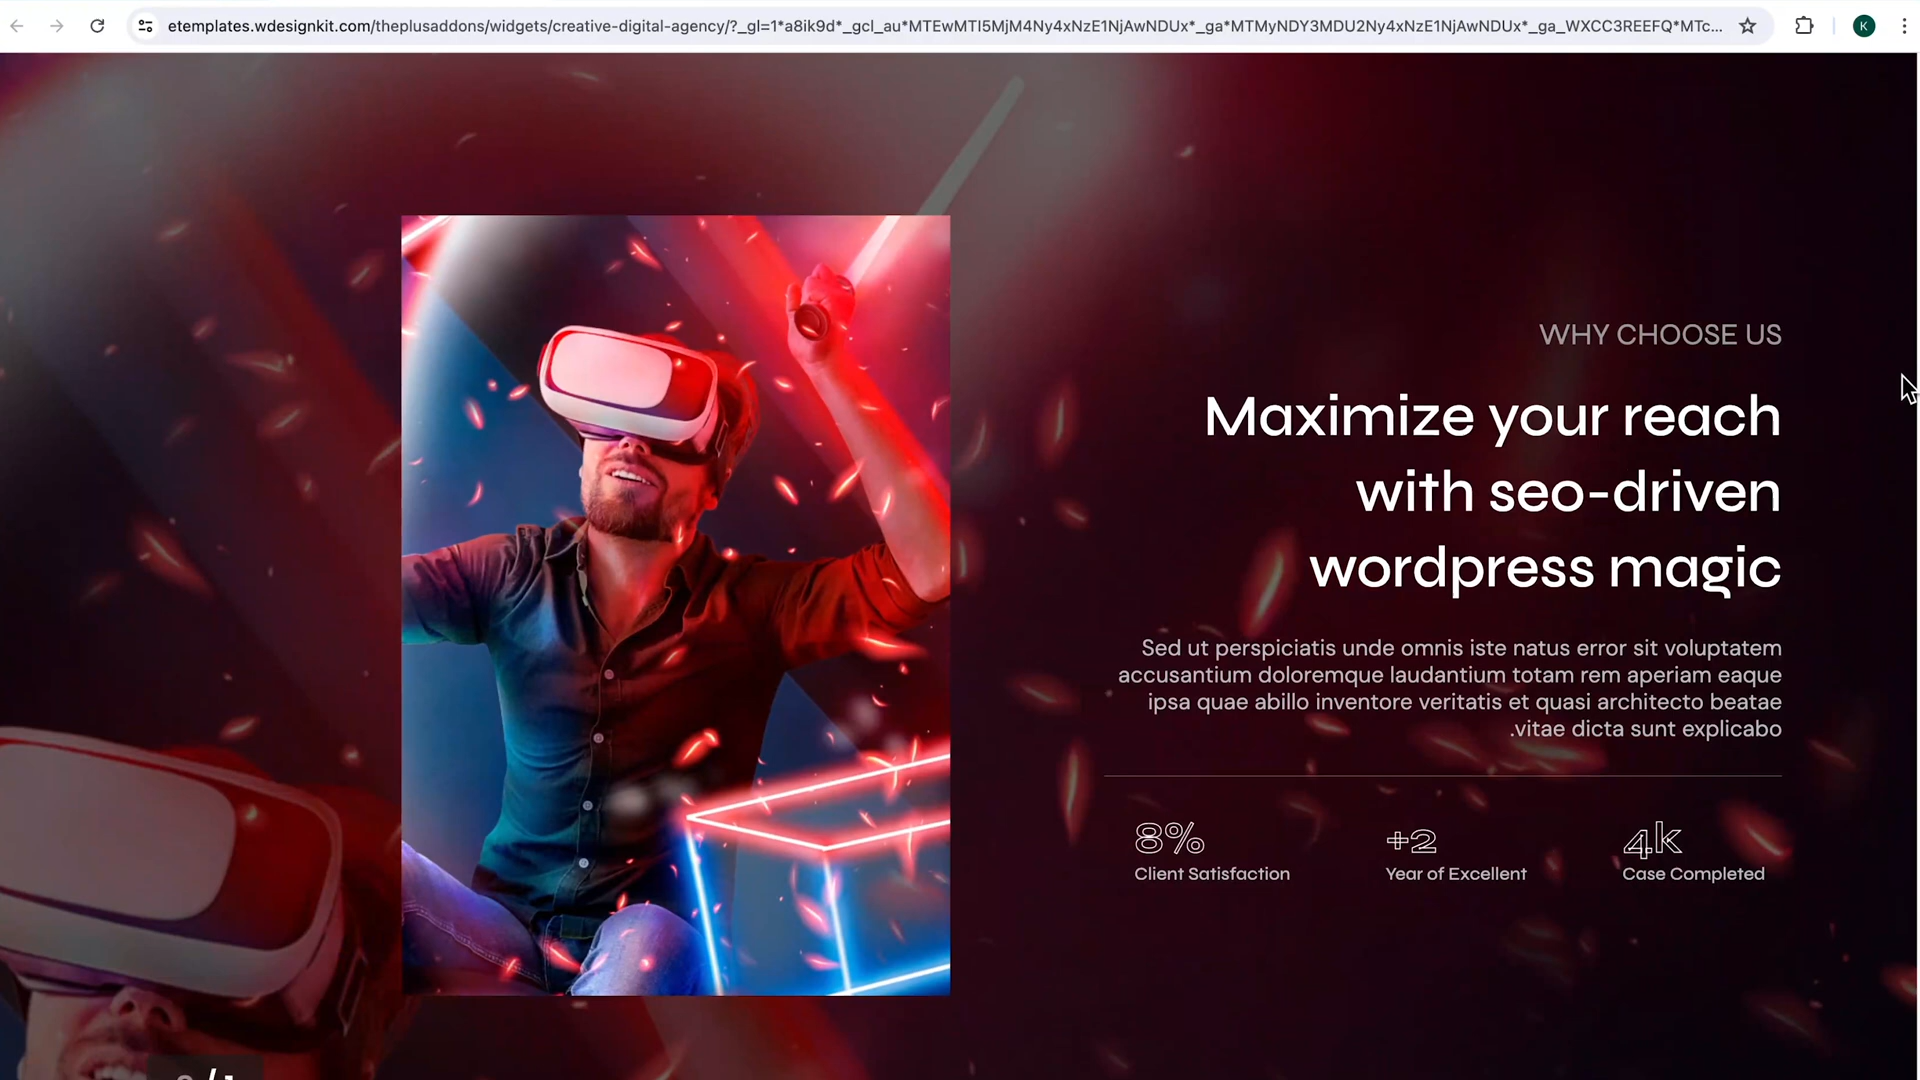 etemplates.wdesignkit.com/theplusaddons/widgets/creative-digital-agency/?_gl=1*a8ik9d*_gcl_au*MTEwMTI5MjM4Ny4xNzE1NjAwNDUx*_ga*MTMyNDY3MDU2Ny4xNzE1NjAwNDUx*_ga_WXCC3REEFQ*MTc...
K
WHY CHOOSE US
Maximize your reach
with seo-driven
wordpress magic
Sed ut perspiciatis unde omnis iste natus error sit voluptatem
accusantium doloremque laudantium totam rem aperiam eaque
ipsa quae abillo inventore veritatis et quasi architecto beatae
.vitae dicta sunt explicabo
8%
Client Satisfaction
+2
Year of Excellent
4k
Case Completed